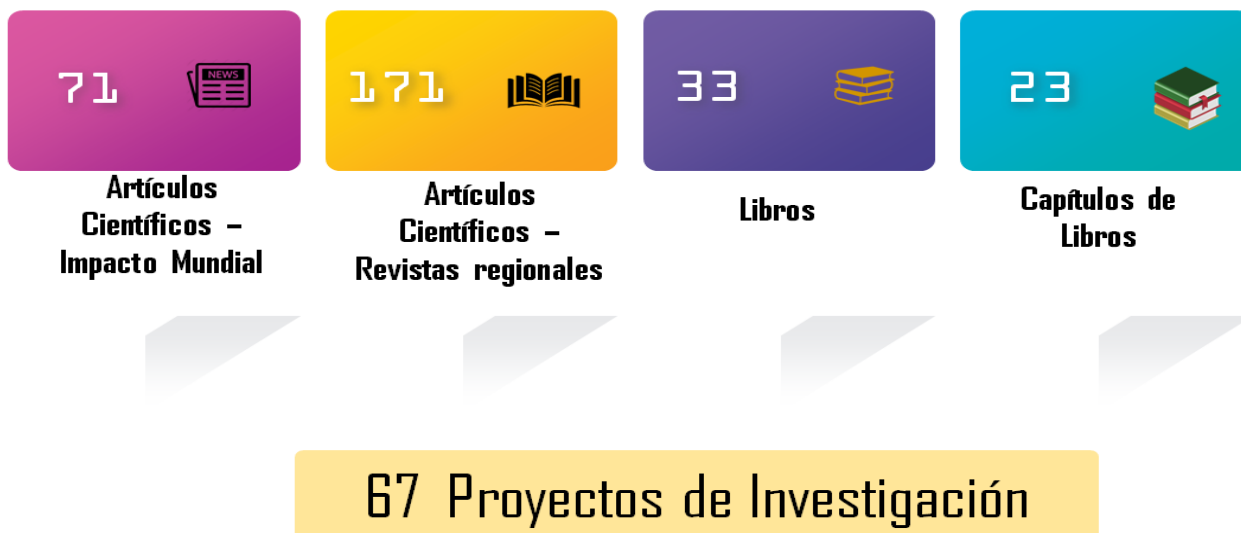 71
NEWS
171
33
23
Artículos
Científicos –
Impacto Mundial
Artículos
Científicos –
Revistas regionales
Libros
Capítulos de
Libros
67 Proyectos de Investigación